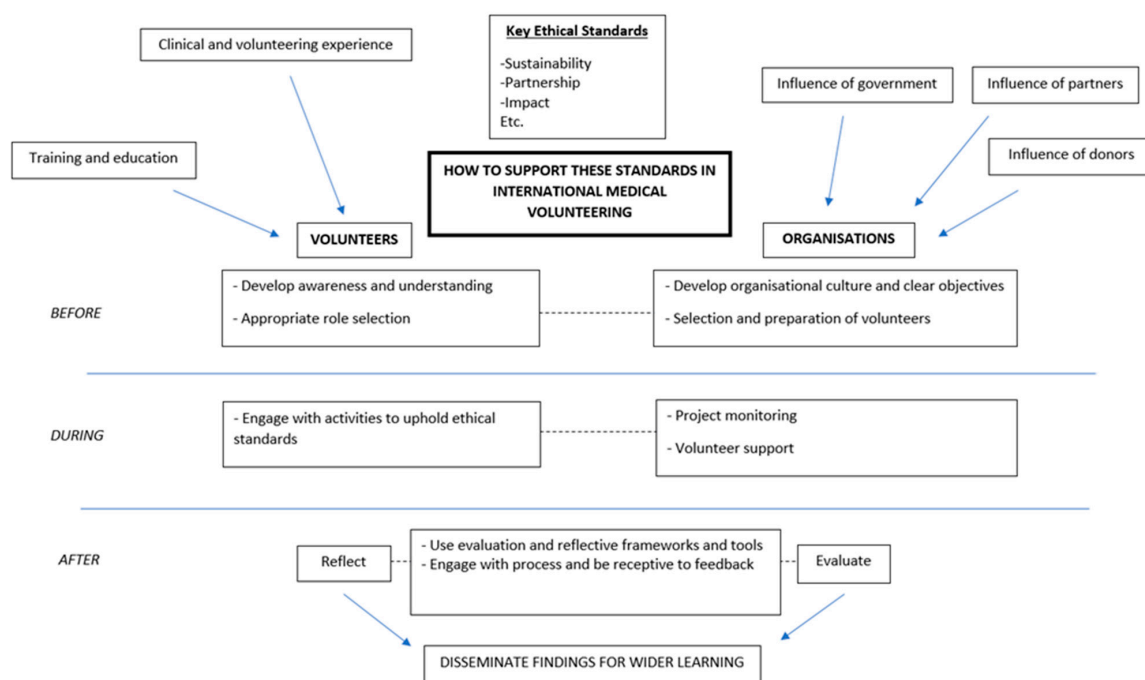 Key Ethical Standards
-Sustainability
-Partnership
-Impact
Etc.
Clinical and volunteering experience
Training and education
Influence of government
Influence of partners
Influence of donors
HOW TO SUPPORT THESE STANDARDS IN
INTERNATIONAL MEDICAL
VOLUNTEERING
VOLUNTEERS
ORGANISATIONS
BEFORE
- Develop awareness and understanding
- Appropriate role selection
- Develop organisational culture and clear objectives
- Selection and preparation of volunteers
DURING
- Engage with activities to uphold ethical
standards
- Project monitoring
- Volunteer support
AFTER
Reflect
- Use evaluation and reflective frameworks and tools
- Engage with process and be receptive to feedback
Evaluate
DISSEMINATE FINDINGS FOR WIDER LEARNING